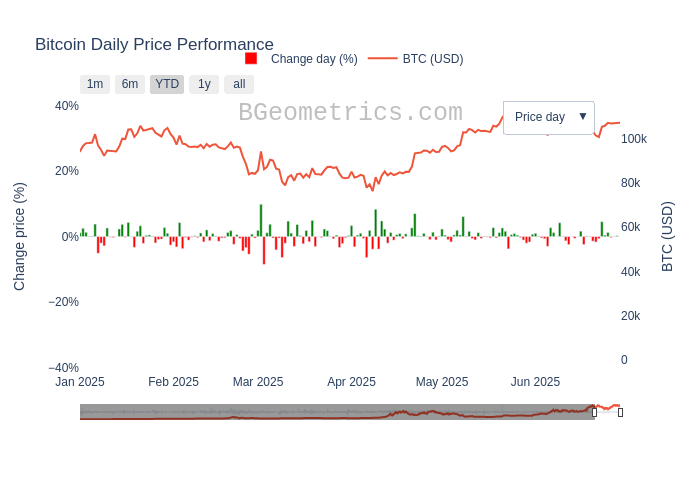 Bitcoin Daily Price Performance
Change day (%)
BTC (USD)
1m
6m
YTD
1y
all
BGeometrics.com
Price day ▼
40%
20%
0%
−20%
−40%
Change price (%)
100k
80k
60k
40k
20k
0
BTC (USD)
Jan 2025
Feb 2025
Mar 2025
Apr 2025
May 2025
Jun 2025